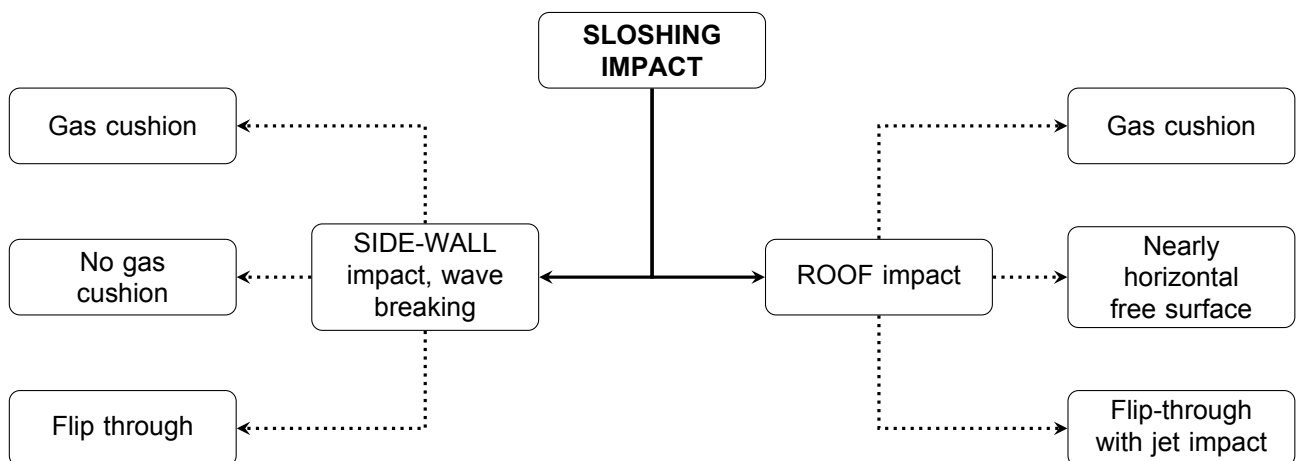 SLOSHING
IMPACT
Gas cushion
Gas cushion
No gas
cushion
SIDE-WALL
impact, wave
breaking
ROOF impact
Nearly
horizontal
free surface
Flip through
Flip-through
with jet impact